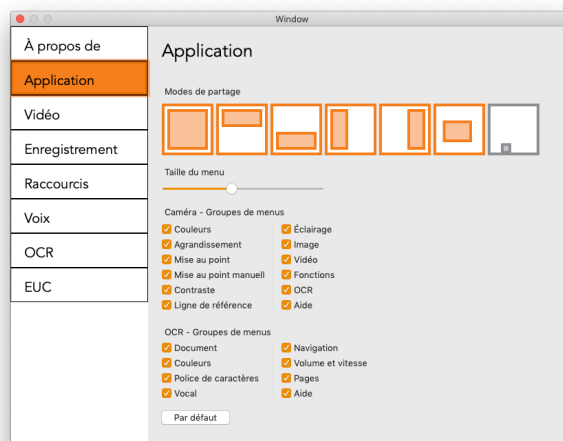 Window
À propos de
Application
Vidéo
Enregistrement
Raccourcis
Voix
OCR
EUC
Application
Modes de partage
Taille du menu
Caméra - Groupes de menus
Couleurs Éclairage
Agrandissement Image
Mise au point Vidéo
Mise au point manuell Fonctions
Contraste OCR
Ligne de référence Aide
OCR - Groupes de menus
Document Navigation
Couleurs Volume et vitesse
Police de caractères Pages
Vocal Aide
Par défaut